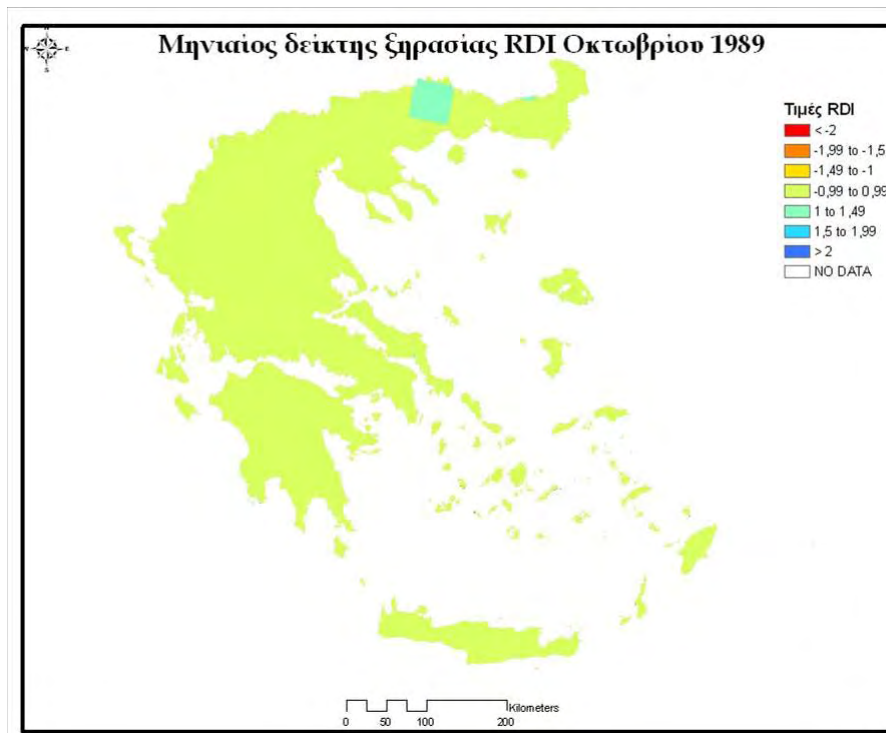 Μηνιαίος δείκτης ξηρασίας RDI Οκτωβρίου 1989
N
W
E
S
Τιμές RDI
< -2
-1,99 to -1,5
-1,49 to -1
-0,99 to 0,99
1 to 1,49
1,5 to 1,99
> 2
NO DATA
Kilometers
0 50 100 200